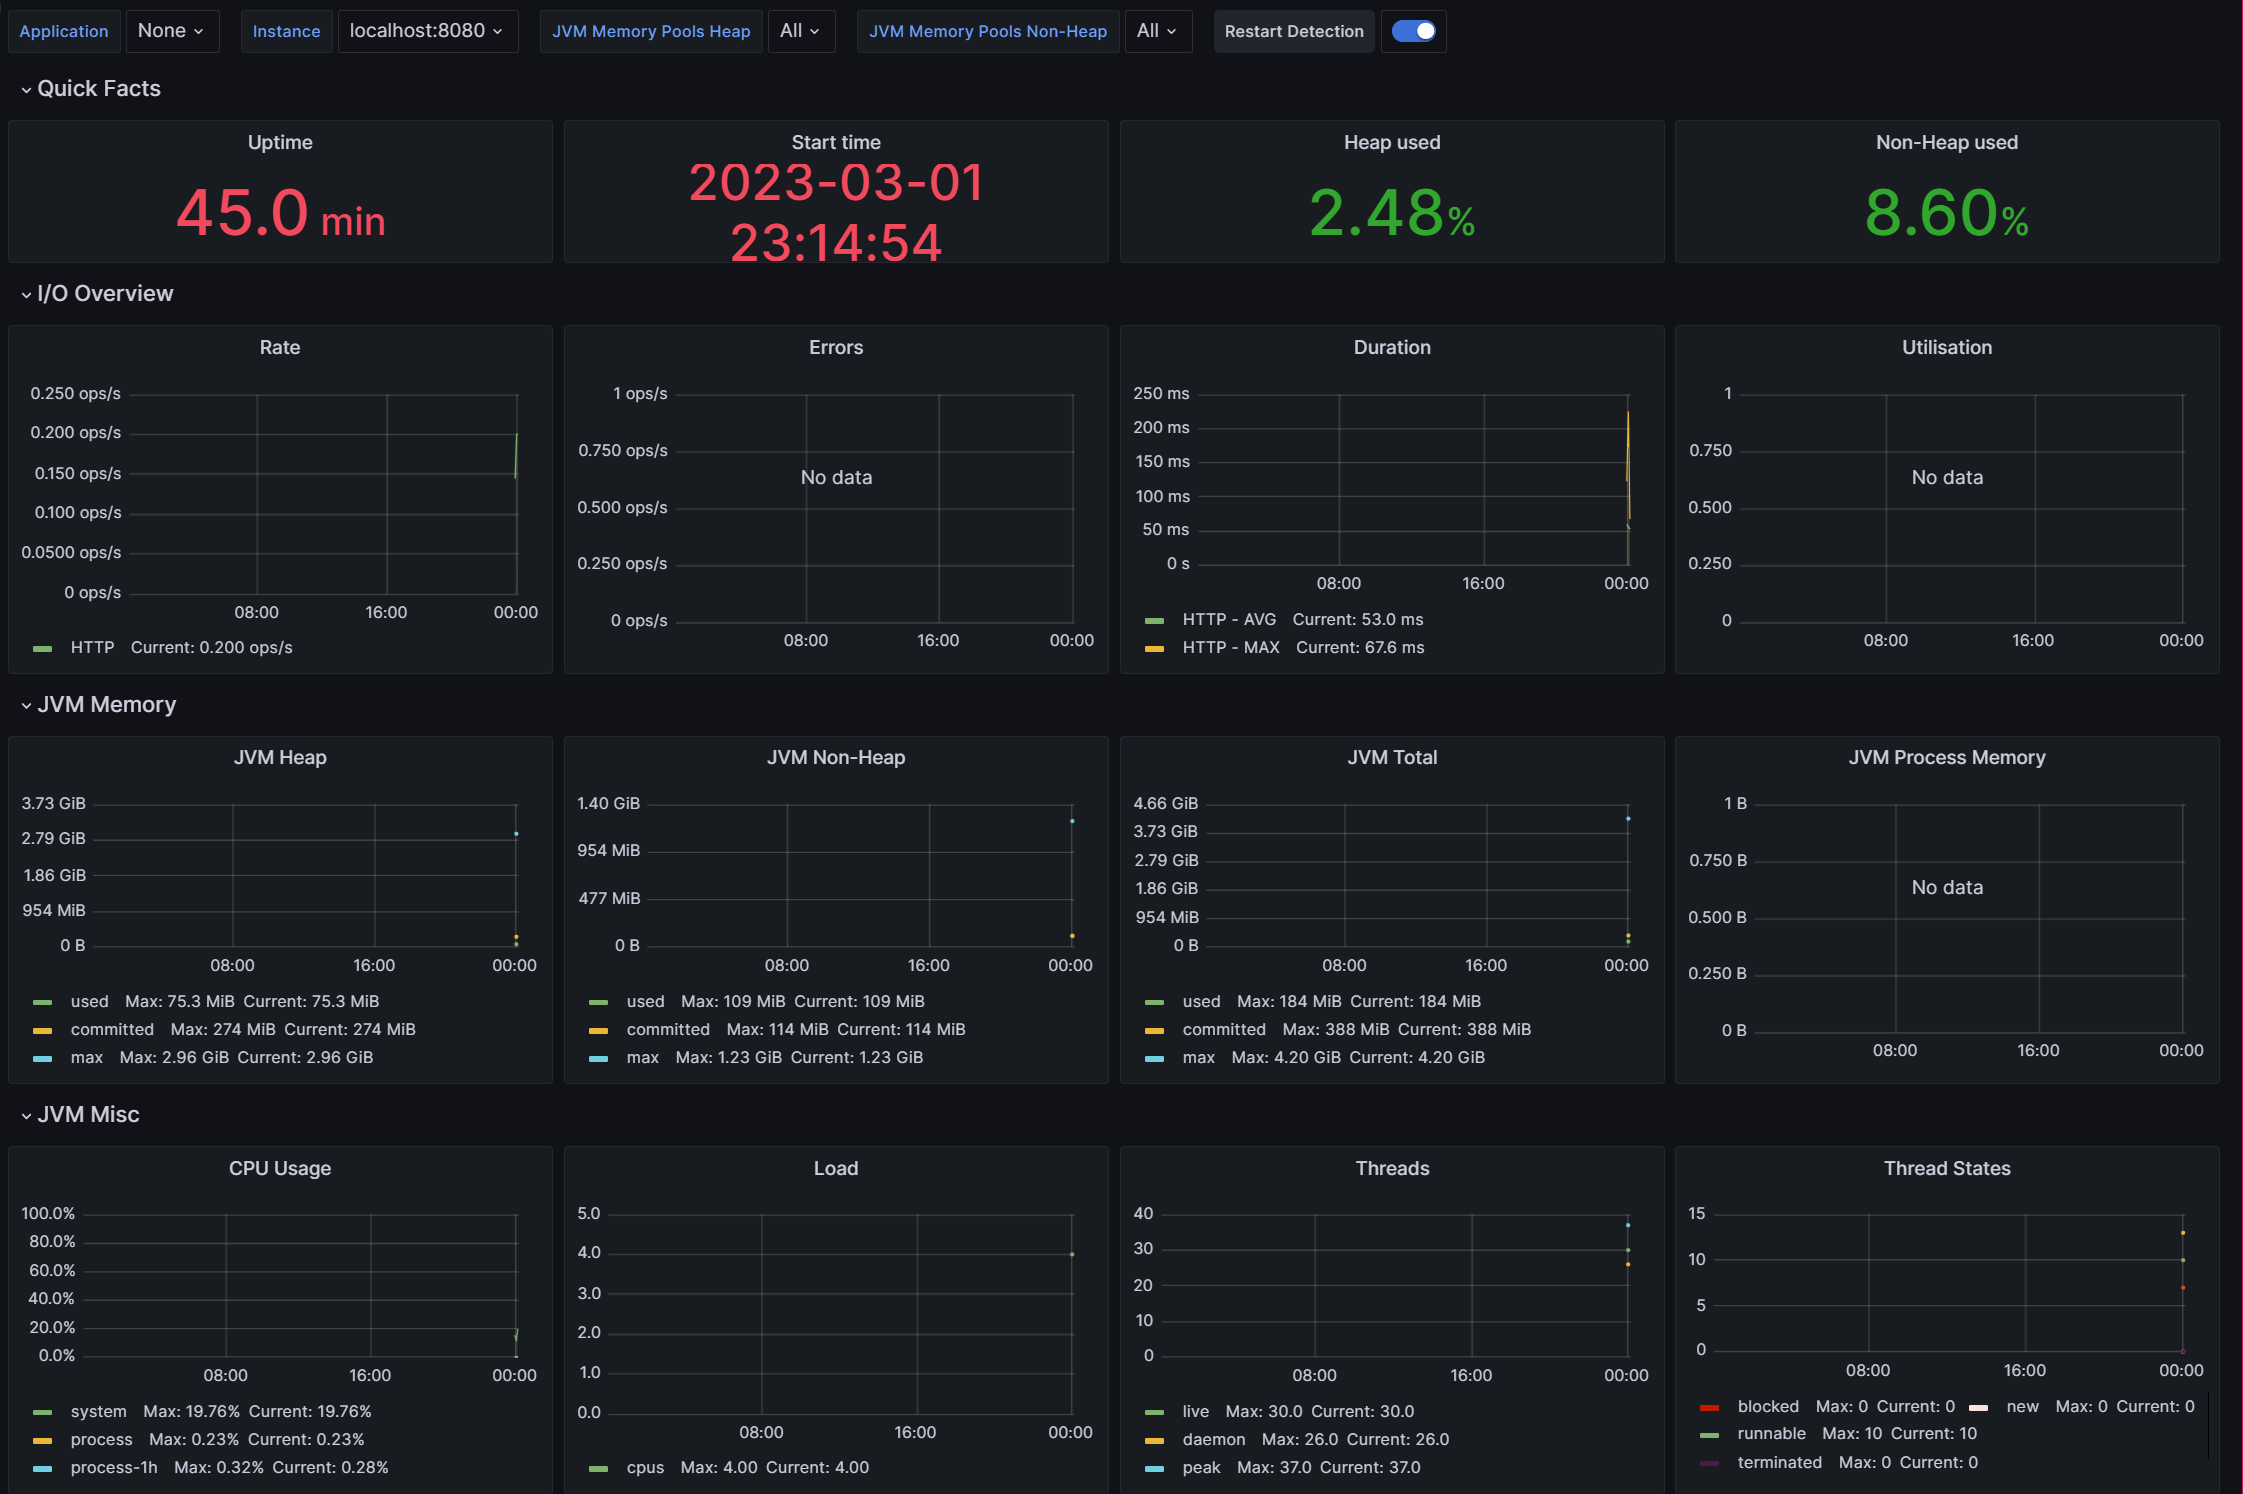 Application None Instance localhost:8080 JVM Memory Pools Heap All JVM Memory Pools Non-Heap All Restart Detection
Quick Facts
Uptime
45.0 min
Start time
2023-03-01
23:14:54
Heap used
2.48%
Non-Heap used
8.60%
I/O Overview
Rate
0.250 ops/s
0.200 ops/s
0.150 ops/s
0.100 ops/s
0.0500 ops/s
0 ops/s
08:00 16:00 00:00
HTTP Current: 0.200 ops/s
Errors
1 ops/s
0.750 ops/s
No data
0.500 ops/s
0.250 ops/s
0 ops/s
08:00 16:00 00:00
Duration
250 ms
200 ms
150 ms
100 ms
50 ms
0 s
08:00 16:00 00:00
HTTP - AVG Current: 53.0 ms
HTTP - MAX Current: 67.6 ms
Utilisation
1
0.750
No data
0.500
0.250
0
08:00 16:00 00:00
JVM Memory
JVM Heap
3.73 GiB
2.79 GiB
1.86 GiB
954 MiB
0 B
08:00 16:00 00:00
used Max: 75.3 MiB Current: 75.3 MiB
committed Max: 274 MiB Current: 274 MiB
max Max: 2.96 GiB Current: 2.96 GiB
JVM Non-Heap
1.40 GiB
954 MiB
477 MiB
0 B
08:00 16:00 00:00
used Max: 109 MiB Current: 109 MiB
committed Max: 114 MiB Current: 114 MiB
max Max: 1.23 GiB Current: 1.23 GiB
JVM Total
4.66 GiB
3.73 GiB
2.79 GiB
1.86 GiB
954 MiB
0 B
08:00 16:00 00:00
used Max: 184 MiB Current: 184 MiB
committed Max: 388 MiB Current: 388 MiB
max Max: 4.20 GiB Current: 4.20 GiB
JVM Process Memory
1 B
0.750 B
No data
0.500 B
0.250 B
0 B
08:00 16:00 00:00
JVM Misc
CPU Usage
100.0%
80.0%
60.0%
40.0%
20.0%
0.0%
08:00 16:00 00:00
system Max: 19.76% Current: 19.76%
process Max: 0.23% Current: 0.23%
process-1h Max: 0.32% Current: 0.28%
Load
5.0
4.0
3.0
2.0
1.0
0.0
08:00 16:00 00:00
cpus Max: 4.00 Current: 4.00
Threads
40
30
20
10
0
08:00 16:00 00:00
live Max: 30.0 Current: 30.0
daemon Max: 26.0 Current: 26.0
peak Max: 37.0 Current: 37.0
Thread States
15
10
5
0
08:00 16:00 00:00
blocked Max: 0 Current: 0 new Max: 0 Current: 0
runnable Max: 10 Current: 10
terminated Max: 0 Current: 0